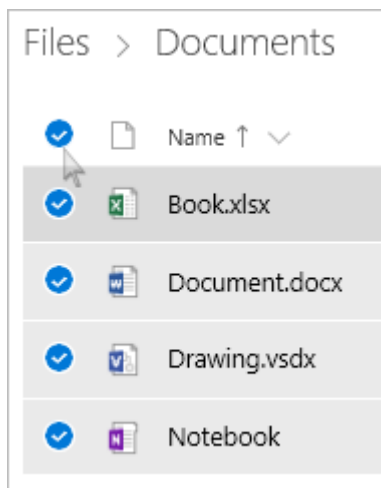 Files > Documents
Name ↑
Book.xlsx
Document.docx
Drawing.vsdx
Notebook